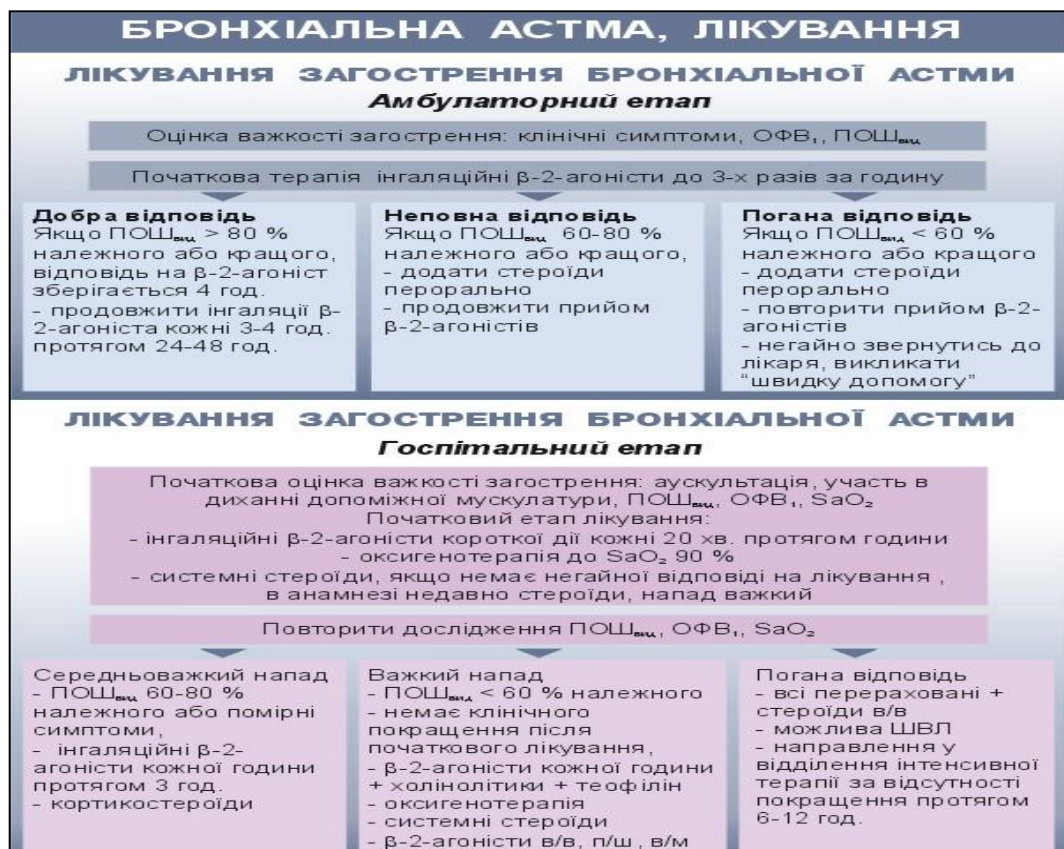 БРОНХІАЛЬНА АСТМА, ЛІКУВАННЯ
ЛІКУВАННЯ ЗАГОСТРЕННЯ БРОНХІАЛЬНОЇ АСТМИ
Амбулаторний етап
Оцінка важкості загострення: клінічні симптоми, ОФВ₁, ПОШвид
Початкова терапія інгаляційні β-2-агоністи до 3-х разів за годину
Добра відповідь
Якщо ПОШвид > 80 %
належного або кращого,
відповідь на β-2-агоніст
зберігається 4 год.
- продовжити інгаляції β-
2-агоніста кожні 3-4 год.
протягом 24-48 год.
Неповна відповідь
Якщо ПОШвид 60-80 %
належного або кращого,
- додати стероїди
перорально
- продовжити прийом
β-2-агоністів
Погана відповідь
Якщо ПОШвид < 60 %
належного або кращого
- додати стероїди
перорально
- повторити прийом β-2-
агоністів
- негайно звернутись до
лікаря, викликати
“швидку допомогу”
ЛІКУВАННЯ ЗАГОСТРЕННЯ БРОНХІАЛЬНОЇ АСТМИ
Госпітальний етап
Початкова оцінка важкості загострення: аускультація, участь в
диханні допоміжної мускулатури, ПОШвид, ОФВ₁, SaO₂
Початковий етап лікування:
- інгаляційні β-2-агоністи короткої дії кожні 20 хв. протягом години
- оксигенотерапія до SaO₂ 90 %
- системні стероїди, якщо немає негайної відповіді на лікування ,
в анамнезі недавно стероїди, напад важкий
Повторити дослідження ПОШвид, ОФВ₁, SaO₂
Середньоважкий напад
- ПОШвид 60-80 %
належного або помірні
симптоми,
- інгаляційні β-2-
агоністи кожної години
протягом 3 год.
- кортикостероїди
Важкий напад
- ПОШвид < 60 % належного
- немає клінічного
покращення після
початкового лікування,
- β-2-агоністи кожної години
+ холінолітики + теофілін
- оксигенотерапія
- системні стероїди
- β-2-агоністи в/в, п/ш , в/м
Погана відповідь
- всі перераховані +
стероїди в/в
- можлива ШВЛ
- направлення у
відділення інтенсивної
терапії за відсутності
покращення протягом
6-12 год.